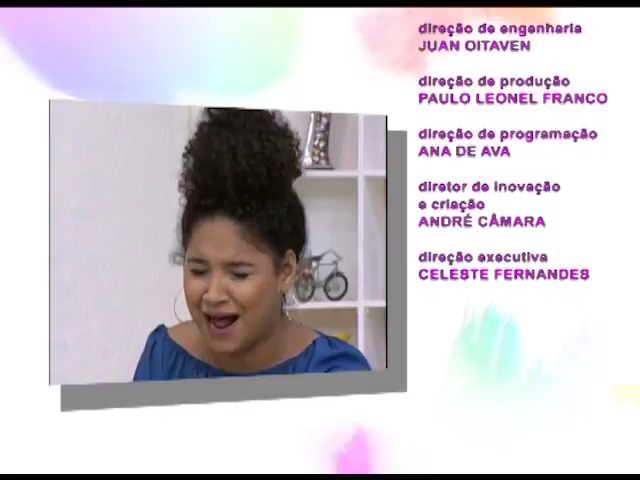 direção de engenharia
JUAN OITAVEN
direção de produção
PAULO LEONEL FRANCO
direção de programação
ANA DE AVA
diretor de inovação
e criação
ANDRÉ CÂMARA
direção executiva
CELESTE FERNANDES